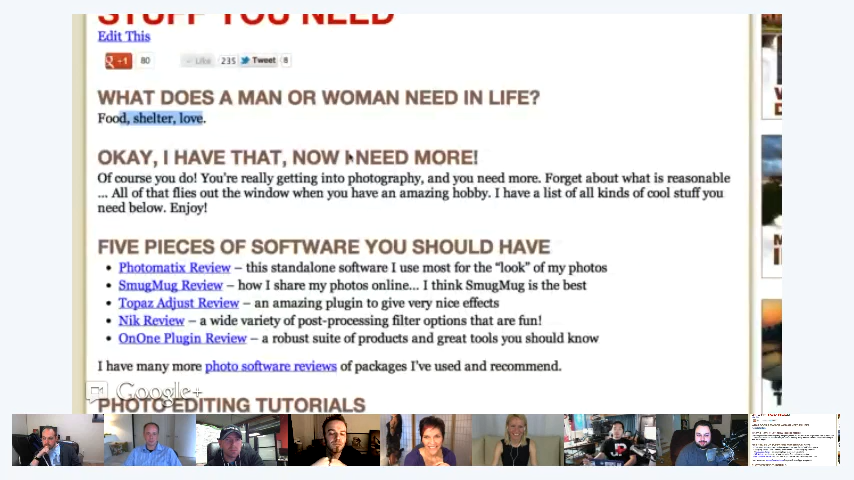 STUFF YOU NEED
Edit This
+1 80 Like 235 Tweet 8
WHAT DOES A MAN OR WOMAN NEED IN LIFE?
Food, shelter, love.
OKAY, I HAVE THAT, NOW I NEED MORE!
Of course you do! You're really getting into photography, and you need more. Forget about what is reasonable
... All of that flies out the window when you have an amazing hobby. I have a list of all kinds of cool stuff you
need below. Enjoy!
FIVE PIECES OF SOFTWARE YOU SHOULD HAVE
• Photomatix Review – this standalone software I use most for the “look” of my photos
• SmugMug Review – how I share my photos online... I think SmugMug is the best
• Topaz Adjust Review – an amazing plugin to give very nice effects
• Nik Review – a wide variety of post-processing filter options that are fun!
• OnOne Plugin Review – a robust suite of products and great tools you should know
I have many more photo software reviews of packages I've used and recommend.
Google+
PHOTO EDITING TUTORIALS